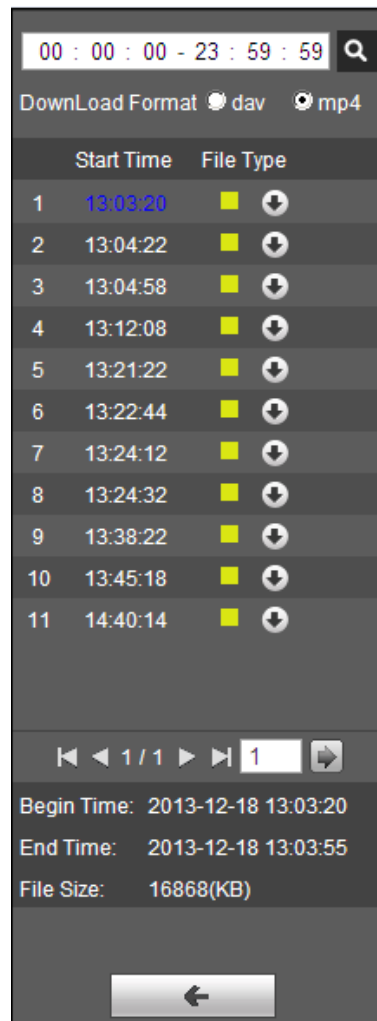 00 : 00 : 00 - 23 : 59 : 59
DownLoad Format dav mp4
Start Time File Type
1 13:03:20
2 13:04:22
3 13:04:58
4 13:12:08
5 13:21:22
6 13:22:44
7 13:24:12
8 13:24:32
9 13:38:22
10 13:45:18
11 14:40:14
1 / 1 1
Begin Time: 2013-12-18 13:03:20
End Time: 2013-12-18 13:03:55
File Size: 16868(KB)